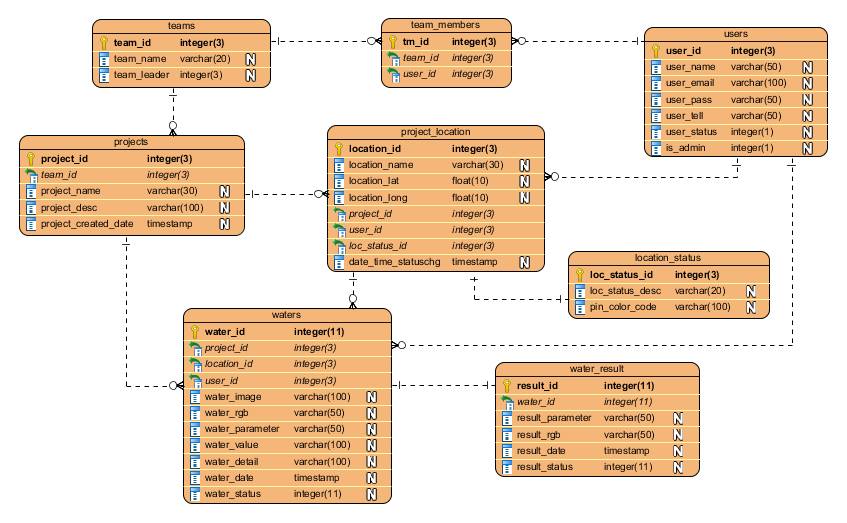 teams
team_id integer(3)
team_name varchar(20) N
team_leader integer(3) N
team_members
tm_id integer(3)
team_id integer(3)
user_id integer(3)
users
user_id integer(3)
user_name varchar(50) N
user_email varchar(100) N
user_pass varchar(50) N
user_tell varchar(50) N
user_status integer(1) N
is_admin integer(1) N
projects
project_id integer(3)
team_id integer(3)
project_name varchar(30) N
project_desc varchar(100) N
project_created_date timestamp N
project_location
location_id integer(3)
location_name varchar(30) N
location_lat float(10) N
location_long float(10) N
project_id integer(3)
user_id integer(3)
loc_status_id integer(3)
date_time_statuschg timestamp N
location_status
loc_status_id integer(3)
loc_status_desc varchar(20) N
pin_color_code varchar(100) N
waters
water_id integer(11)
project_id integer(3)
location_id integer(3)
user_id integer(3)
water_image varchar(100) N
water_rgb varchar(50) N
water_parameter varchar(50) N
water_value varchar(100) N
water_detail varchar(100) N
water_date timestamp N
water_status integer(11) N
water_result
result_id integer(11)
water_id integer(11)
result_parameter varchar(50) N
result_rgb varchar(50) N
result_date timestamp N
result_status integer(11) N